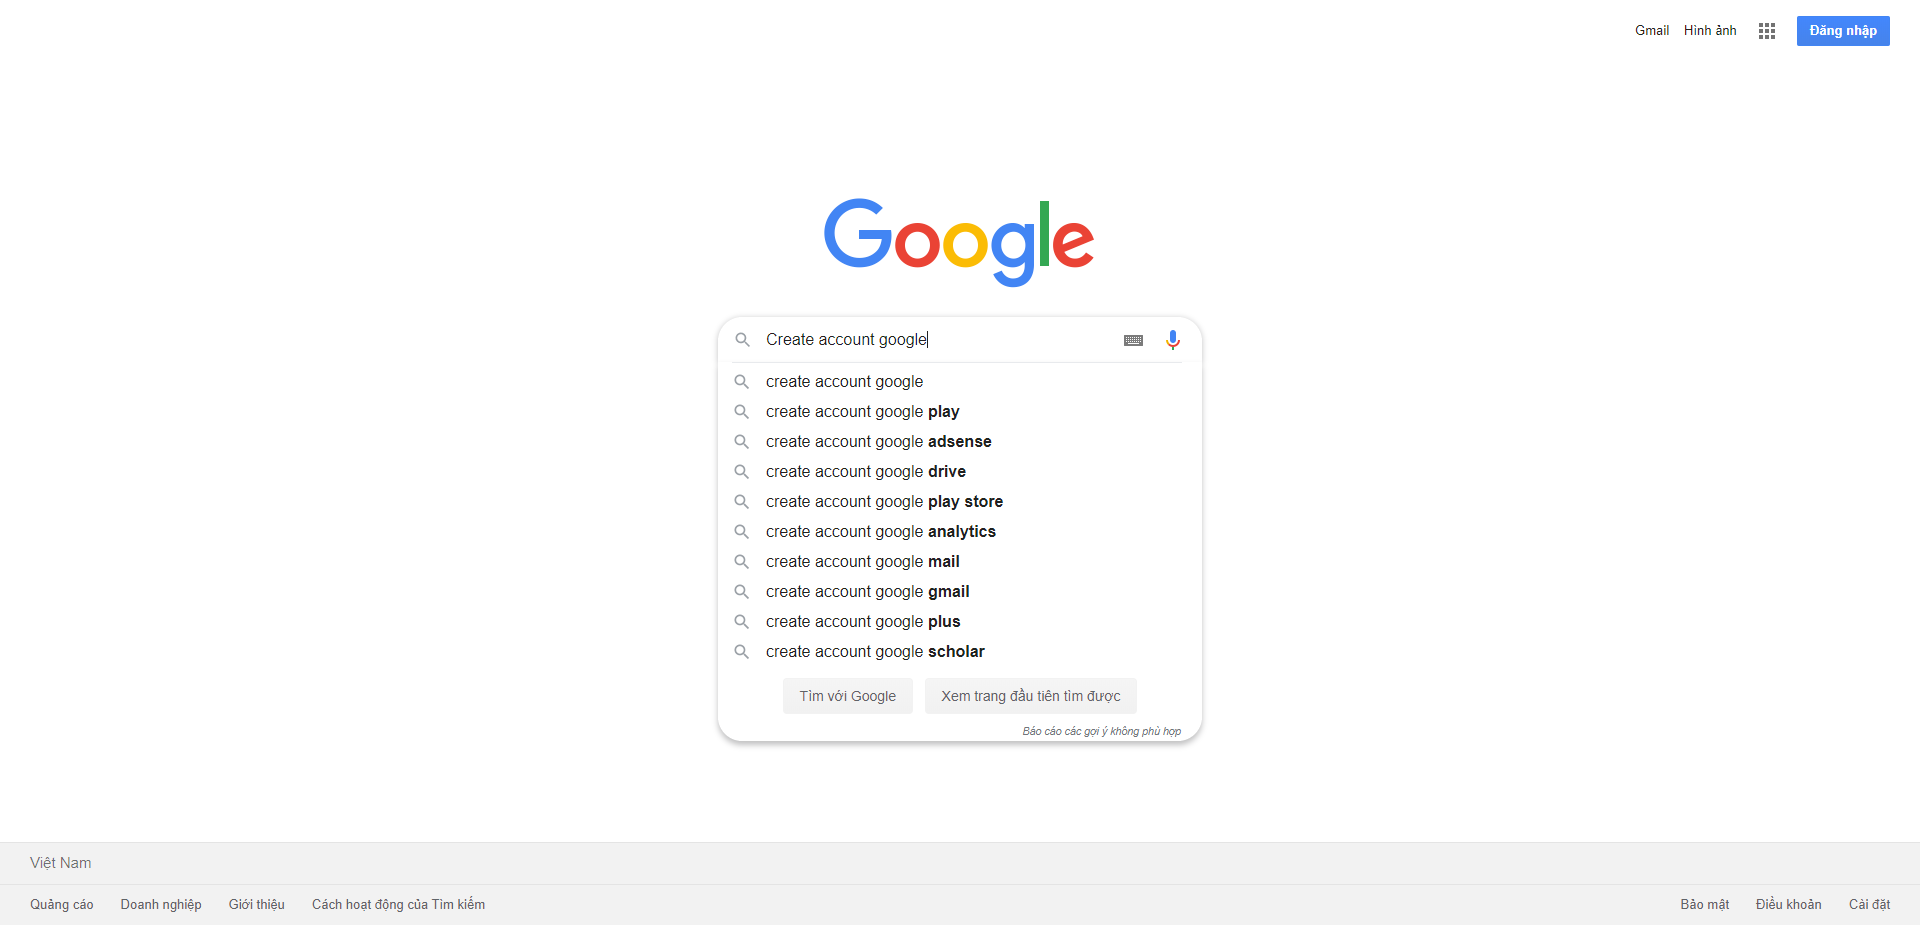 Gmail Hình ảnh Đăng nhập
Google
Create account google
create account google
create account google play
create account google adsense
create account google drive
create account google play store
create account google analytics
create account google mail
create account google gmail
create account google plus
create account google scholar
Tìm với Google Xem trang đầu tiên tìm được
Báo cáo các gợi ý không phù hợp
Việt Nam
Quảng cáo Doanh nghiệp Giới thiệu Cách hoạt động của Tìm kiếm Bảo mật Điều khoản Cài đặt